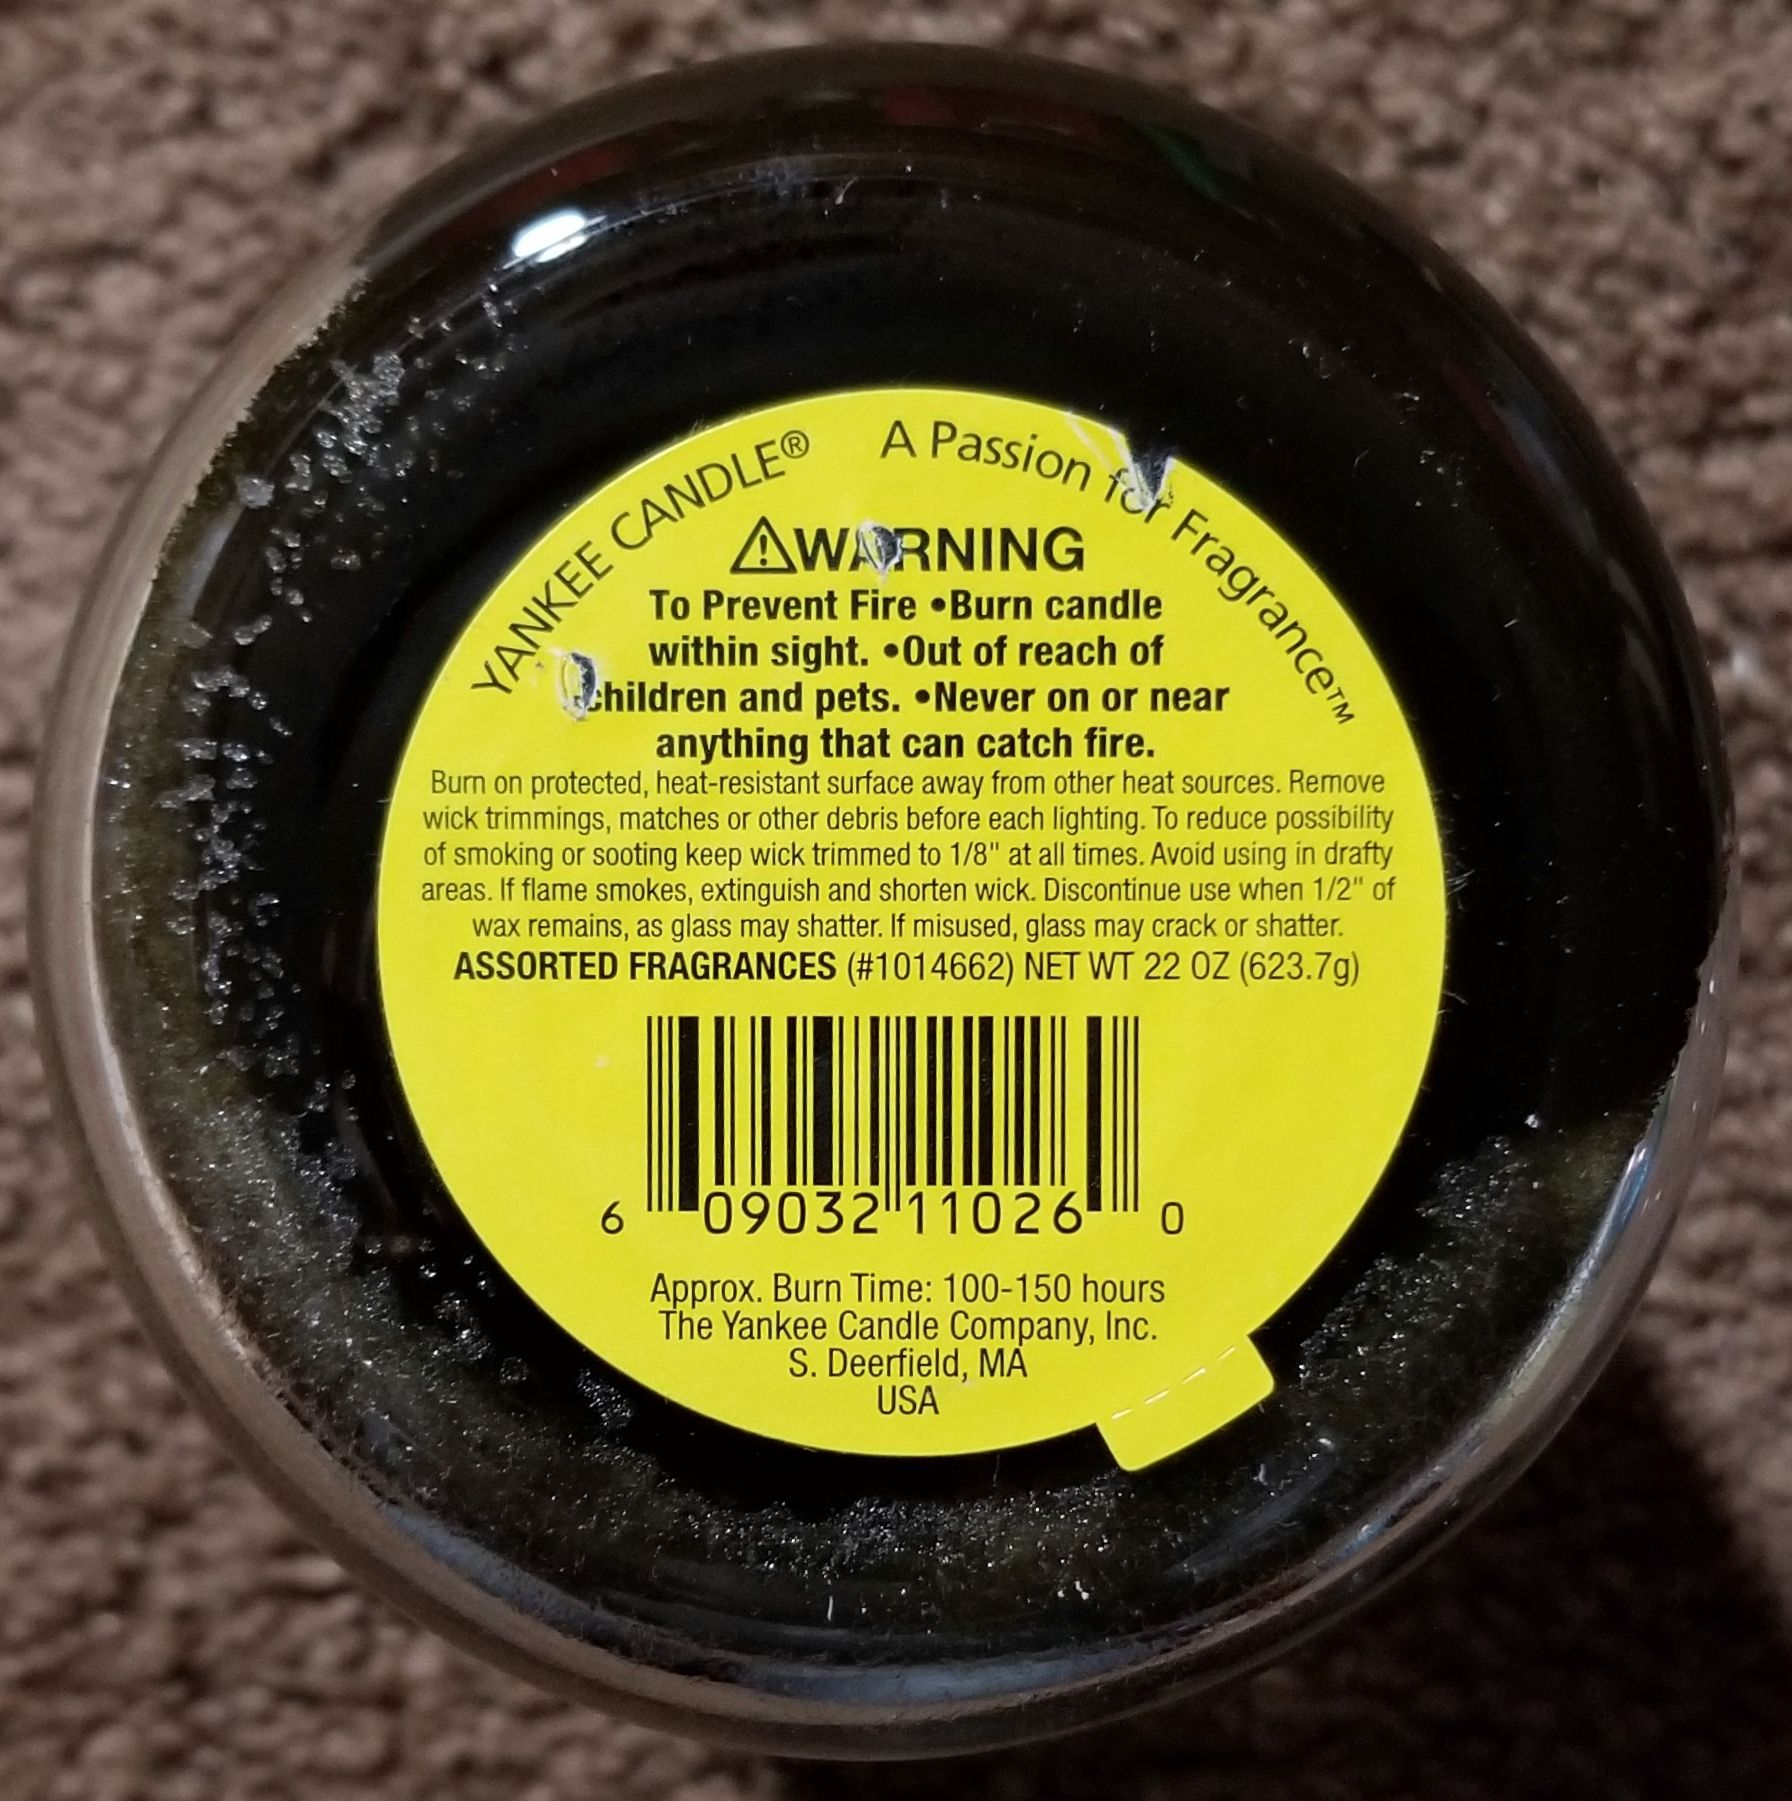 YANKEE CANDLE® A Passion for Fragrance™
⚠WARNING
To Prevent Fire •Burn candle
within sight. •Out of reach of
children and pets. •Never on or near
anything that can catch fire.
Burn on protected, heat-resistant surface away from other heat sources. Remove
wick trimmings, matches or other debris before each lighting. To reduce possibility
of smoking or sooting keep wick trimmed to 1/8" at all times. Avoid using in drafty
areas. If flame smokes, extinguish and shorten wick. Discontinue use when 1/2" of
wax remains, as glass may shatter. If misused, glass may crack or shatter.
ASSORTED FRAGRANCES (#1014662) NET WT 22 OZ (623.7g)
6 09032 11026 0
Approx. Burn Time: 100-150 hours
The Yankee Candle Company, Inc.
S. Deerfield, MA
USA